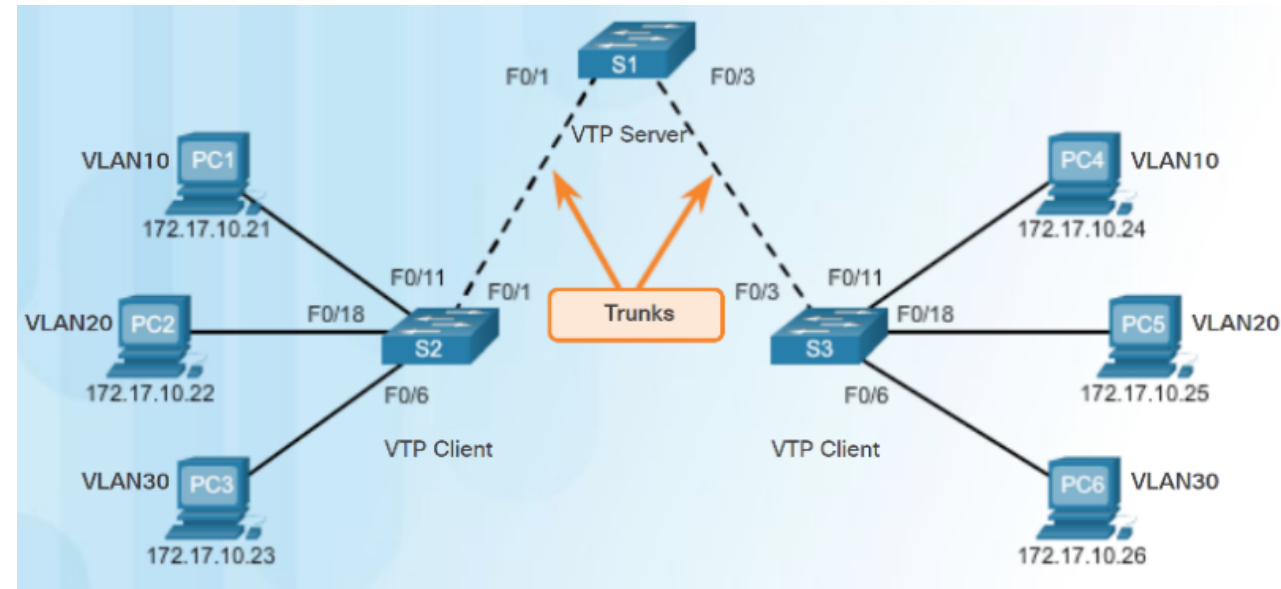 S1
F0/1
F0/3
VTP Server
VLAN10
PC1
172.17.10.21
PC4
VLAN10
172.17.10.24
F0/11
F0/1
Trunks
F0/3
F0/11
VLAN20
PC2
172.17.10.22
F0/18
S2
S3
F0/18
PC5
VLAN20
172.17.10.25
F0/6
F0/6
VTP Client
VTP Client
VLAN30
PC3
172.17.10.23
PC6
VLAN30
172.17.10.26